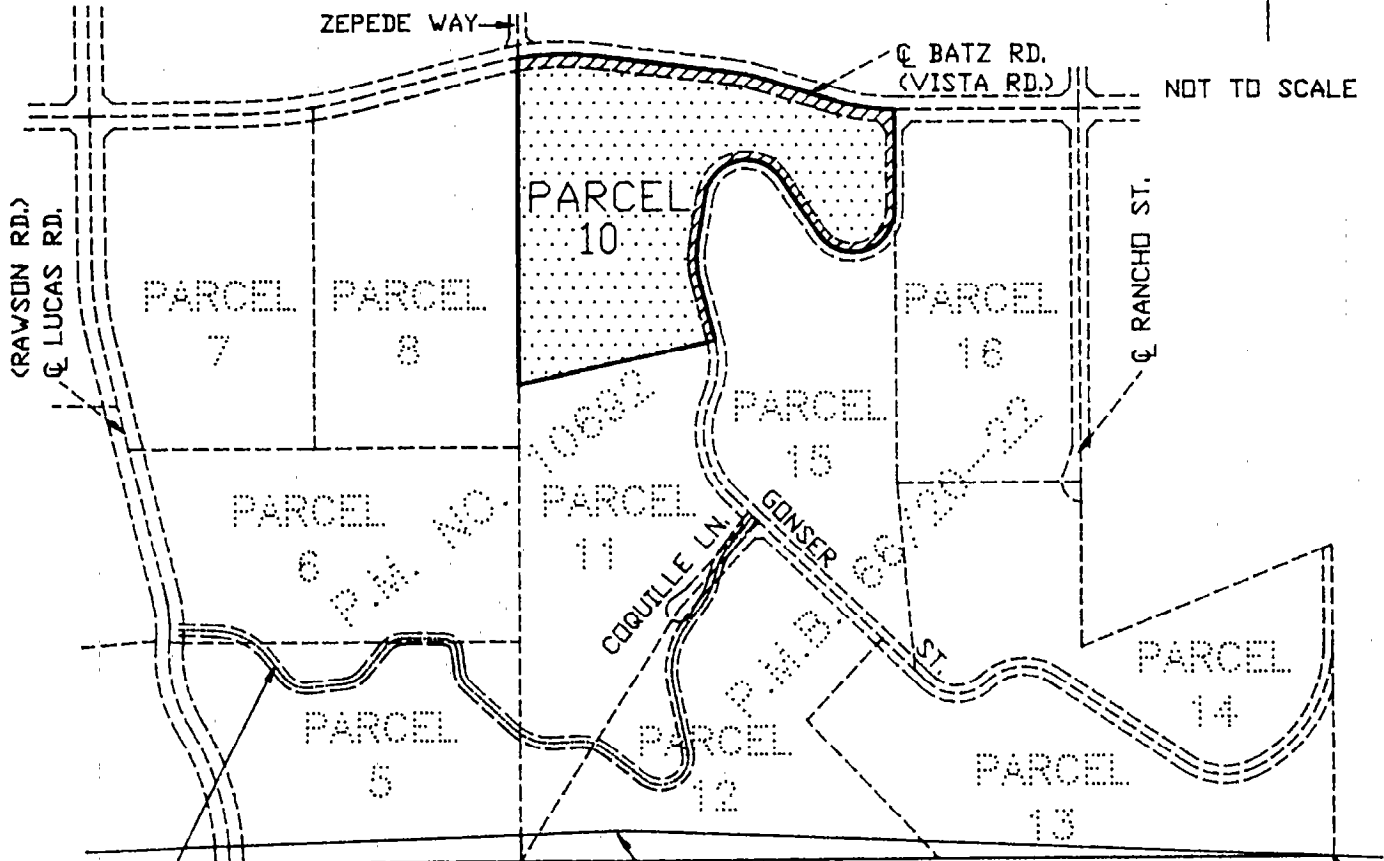 ZEPEDE WAY
℄ BATZ RD.
(VISTA RD.)
NOT TO SCALE
(RAWSON RD.)
℄ LUCAS RD.
PARCEL
7
PARCEL
8
PARCEL
10
PARCEL
16
℄ RANCHO ST.
PARCEL
15
PARCEL
6
PARCEL
11
P.M. NO. 10692
P.M.B.
COQUILLE LN.
GONSER ST.
PARCEL
5
PARCEL
12
PARCEL
13
PARCEL
14